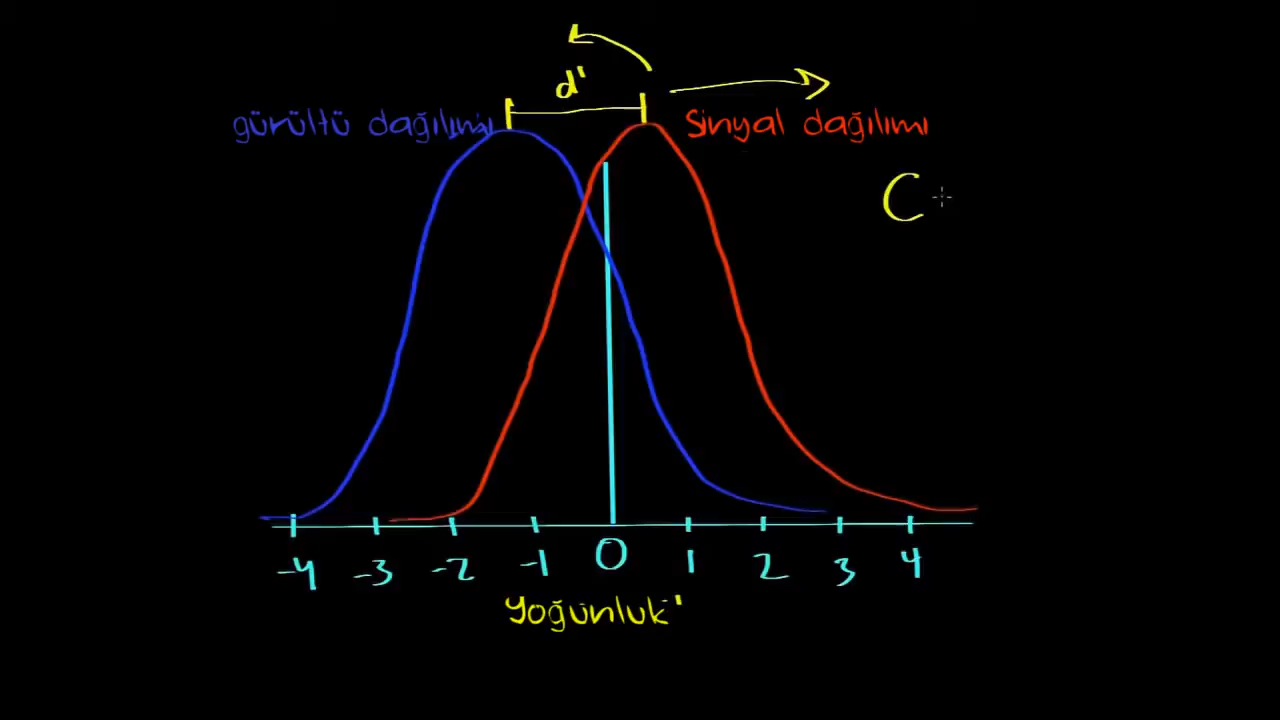 d'
gürültü dağılımı
sinyal dağılımı
C
-4 -3 -2 -1 0 1 2 3 4
Yoğunluk'